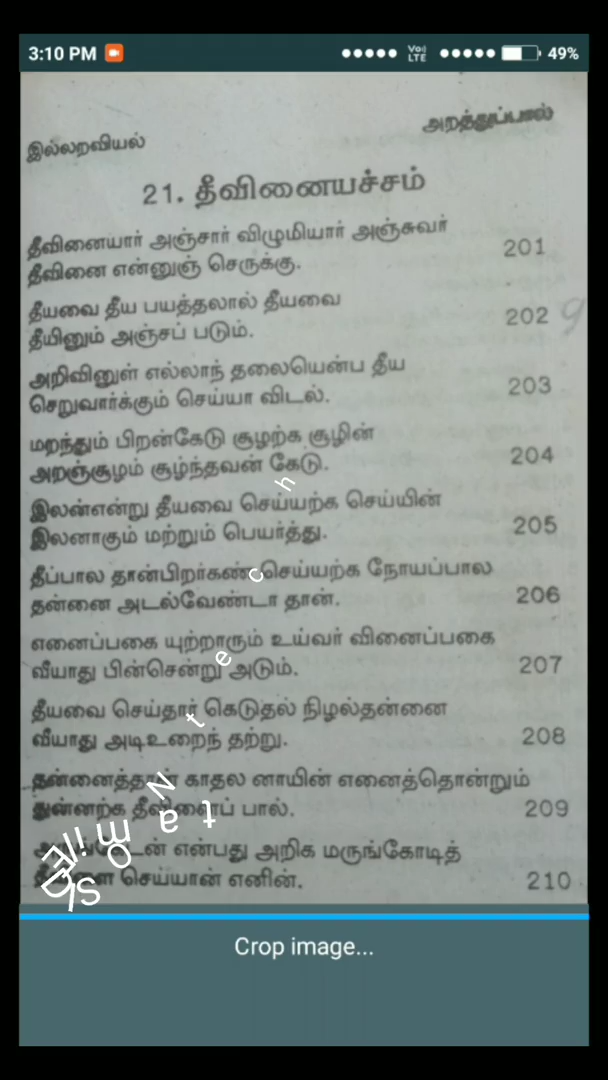 3:10 PM VoLTE 49%
இல்லறவியல் அறத்துப்பால்
21. தீவினையச்சம்
தீவினையார் அஞ்சார் விழுமியார் அஞ்சுவர்
தீவினை என்னுஞ் செருக்கு. 201
தீயவை தீய பயத்தலால் தீயவை
தீயினும் அஞ்சப் படும். 202
அறிவினுள் எல்லாந் தலையென்ப தீய
செறுவார்க்கும் செய்யா விடல். 203
மறந்தும் பிறன்கேடு சூழற்க சூழின்
அறஞ்சூழம் சூழ்ந்தவன் கேடு. 204
இலன்என்று தீயவை செய்யற்க செய்யின்
இலனாகும் மற்றும் பெயர்த்து. 205
தீப்பால தான்பிறர்கண் செய்யற்க நோயப்பால
தன்னை அடல்வேண்டா தான். 206
எனைப்பகை யுற்றாரும் உய்வர் வினைப்பகை
வீயாது பின்சென்று அடும். 207
தீயவை செய்தார் கெடுதல் நிழல்தன்னை
வீயாது அடிஉறைந் தற்று. 208
தன்னைத்தான் காதல னாயின் எனைத்தொன்றும்
துன்னற்க தீவினைப் பால். 209
என்பது அறிக மருங்கோடித்
செய்யான் எனின். 210
Crop image...